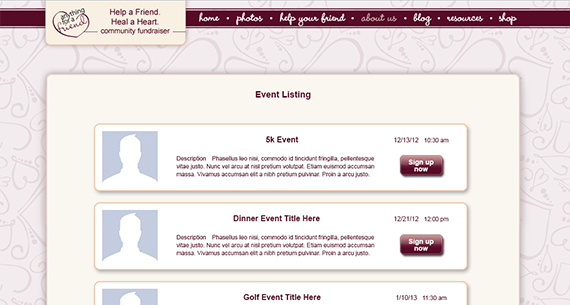 anything
for a
friend
Help a Friend.
Heal a Heart.
community fundraiser
home • photos • help your friend • about us • blog • resources • shop
Event Listing
5k Event
12/13/12 10:30 am
Description Phasellus leo nisi, commodo id tincidunt fringilla, pellentesque
vitae justo. Nunc vel arcu at nisl pretium volutpat. Etiam euismod accumsan
massa. Vivamus accumsan elit a nibh pretium pulvinar. Proin a arcu justo.
Sign up
now
Dinner Event Title Here
12/21/12 12:00 pm
Description Phasellus leo nisi, commodo id tincidunt fringilla, pellentesque
vitae justo. Nunc vel arcu at nisl pretium volutpat. Etiam euismod accumsan
massa. Vivamus accumsan elit a nibh pretium pulvinar. Proin a arcu justo.
Sign up
now
Golf Event Title Here
1/10/13 11:30 am